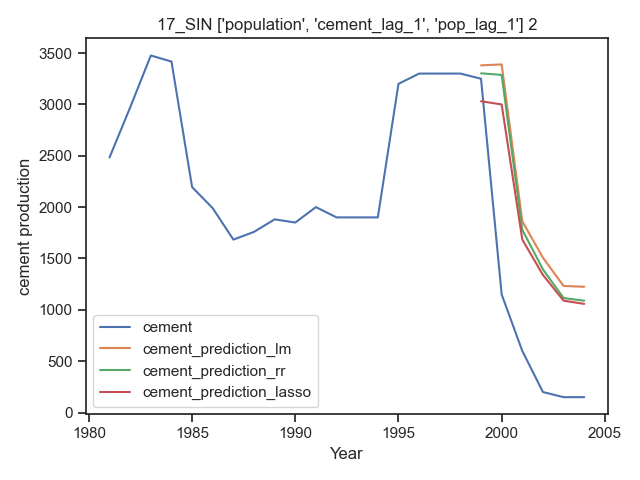 17_SIN ['population', 'cement_lag_1', 'pop_lag_1'] 2
cement production
3500
3000
2500
2000
1500
1000
500
0
cement
cement_prediction_lm
cement_prediction_rr
cement_prediction_lasso
1980
1985
1990
1995
2000
2005
Year